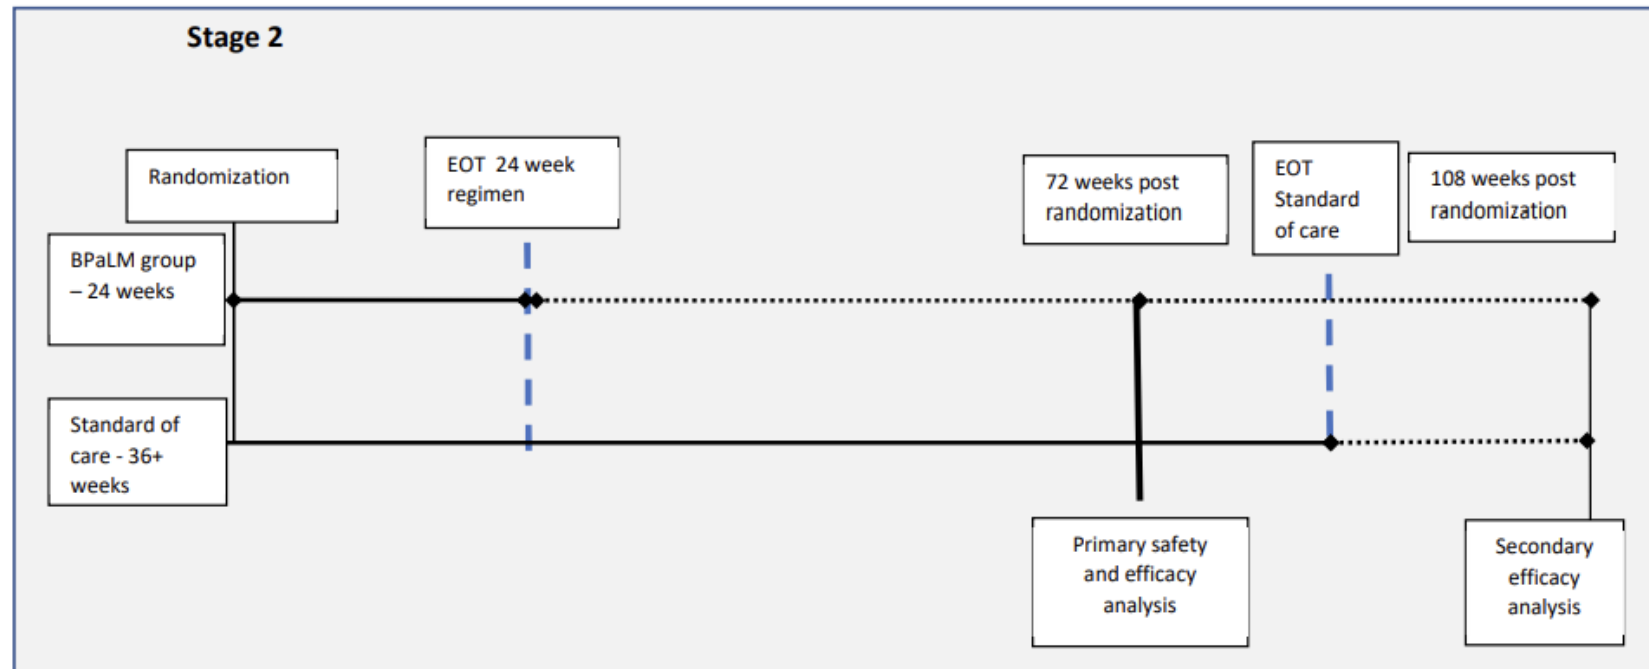 Stage 2
Randomization
EOT 24 week
regimen
72 weeks post
randomization
EOT
Standard
of care
108 weeks post
randomization
BPaLM group
– 24 weeks
Standard of
care - 36+
weeks
Primary safety
and efficacy
analysis
Secondary
efficacy
analysis